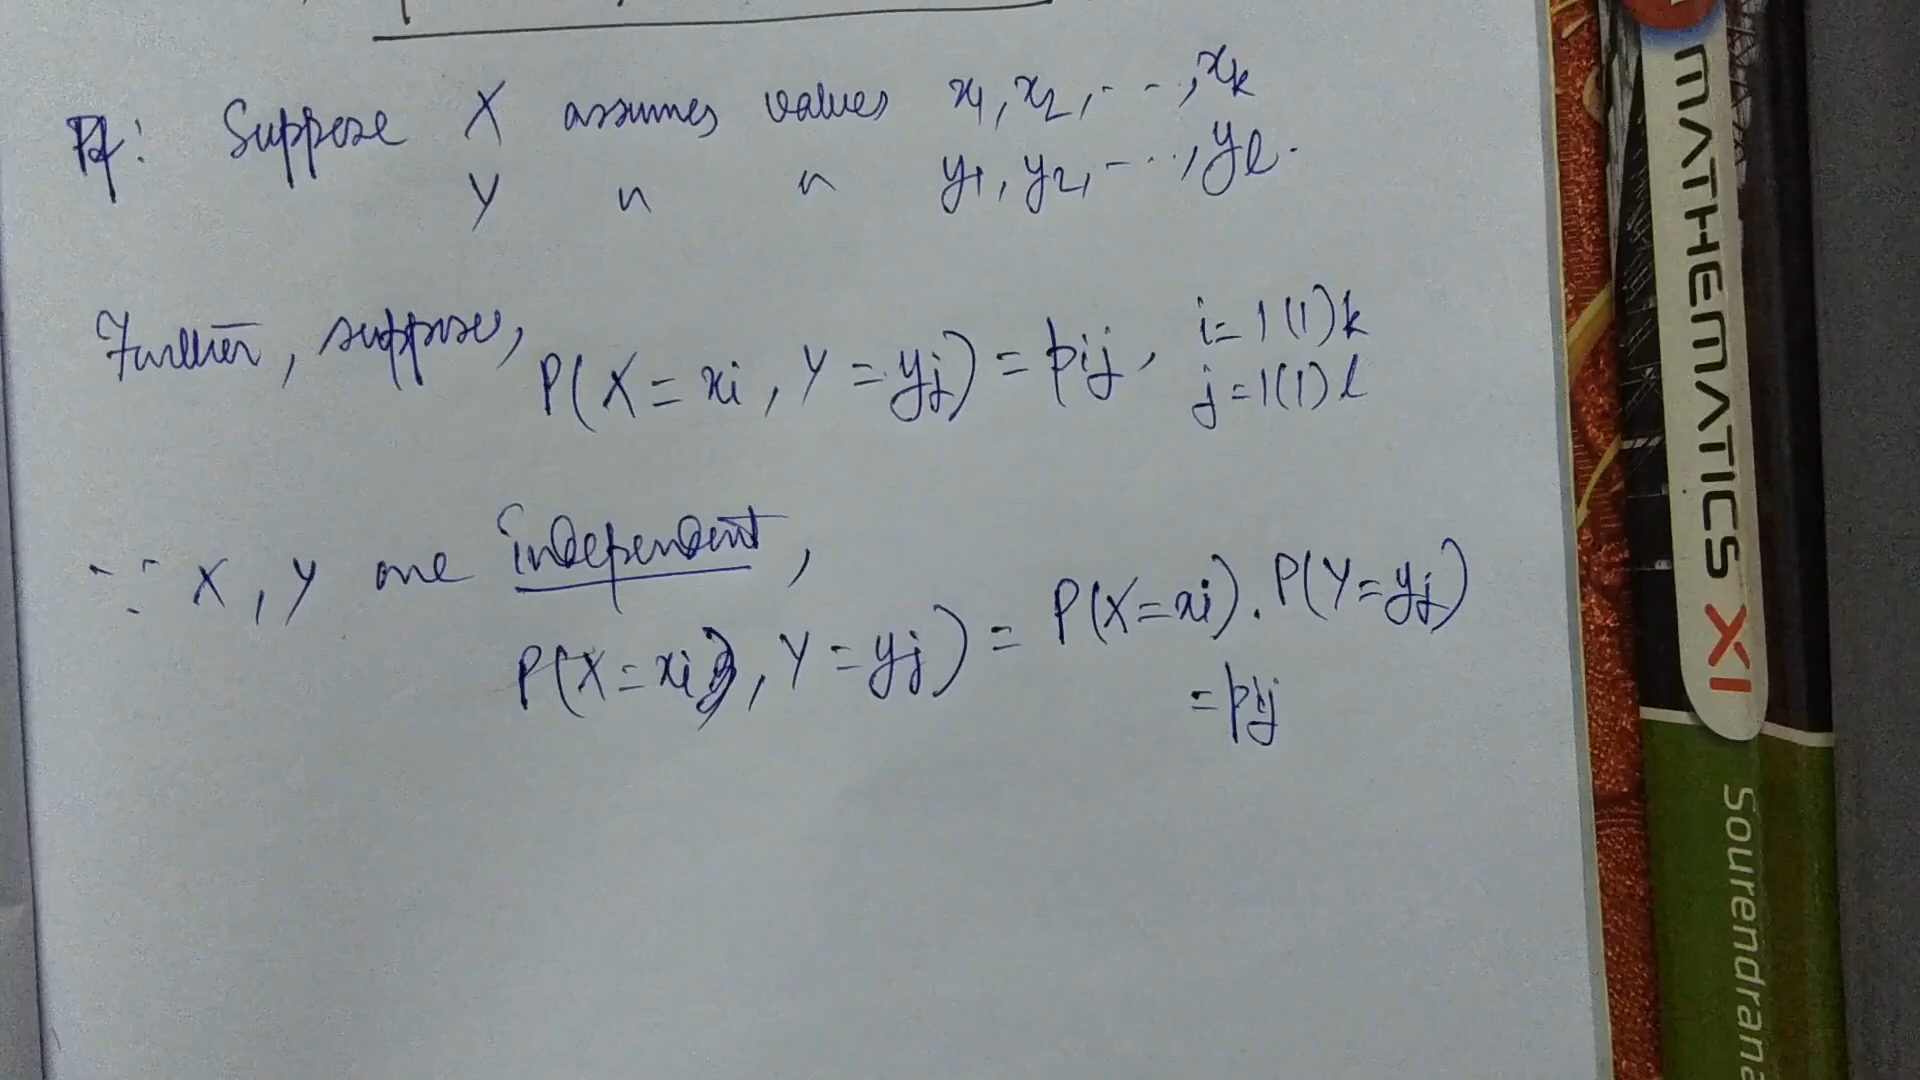 Pf: Suppose X assumes values x1, x2, ..., xk
Y " " y1, y2, ..., yl.
Further, suppose,
P(X = xi, Y = yj) = pij, i = 1(1)k
j = 1(1)l
∵ X, Y are independent,
P(X = xi, Y = yj) = P(X = xi). P(Y = yj)
= pij
MATHEMATICS XI
Sourendrana